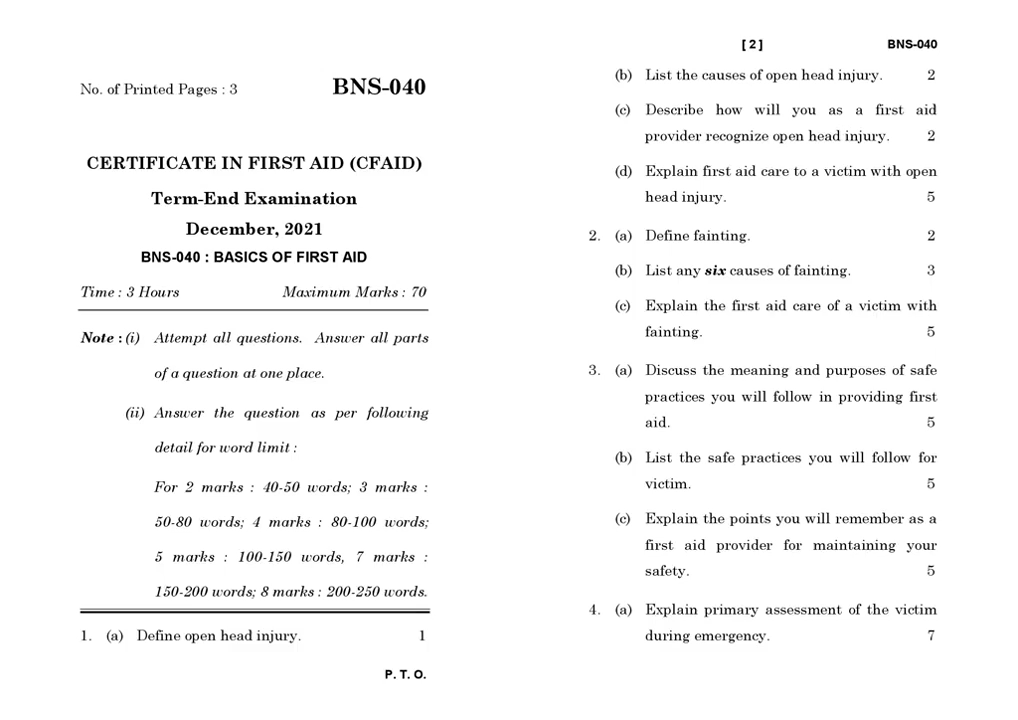 No. of Printed Pages : 3 BNS-040
CERTIFICATE IN FIRST AID (CFAID)
Term-End Examination
December, 2021
BNS-040 : BASICS OF FIRST AID
Time : 3 Hours Maximum Marks : 70
Note : (i) Attempt all questions. Answer all parts
of a question at one place.
(ii) Answer the question as per following
detail for word limit :
For 2 marks : 40-50 words; 3 marks :
50-80 words; 4 marks : 80-100 words;
5 marks : 100-150 words, 7 marks :
150-200 words; 8 marks : 200-250 words.
1. (a) Define open head injury. 1
P. T. O.
[ 2 ] BNS-040
(b) List the causes of open head injury. 2
(c) Describe how will you as a first aid
provider recognize open head injury. 2
(d) Explain first aid care to a victim with open
head injury. 5
2. (a) Define fainting. 2
(b) List any six causes of fainting. 3
(c) Explain the first aid care of a victim with
fainting. 5
3. (a) Discuss the meaning and purposes of safe
practices you will follow in providing first
aid. 5
(b) List the safe practices you will follow for
victim. 5
(c) Explain the points you will remember as a
first aid provider for maintaining your
safety. 5
4. (a) Explain primary assessment of the victim
during emergency. 7